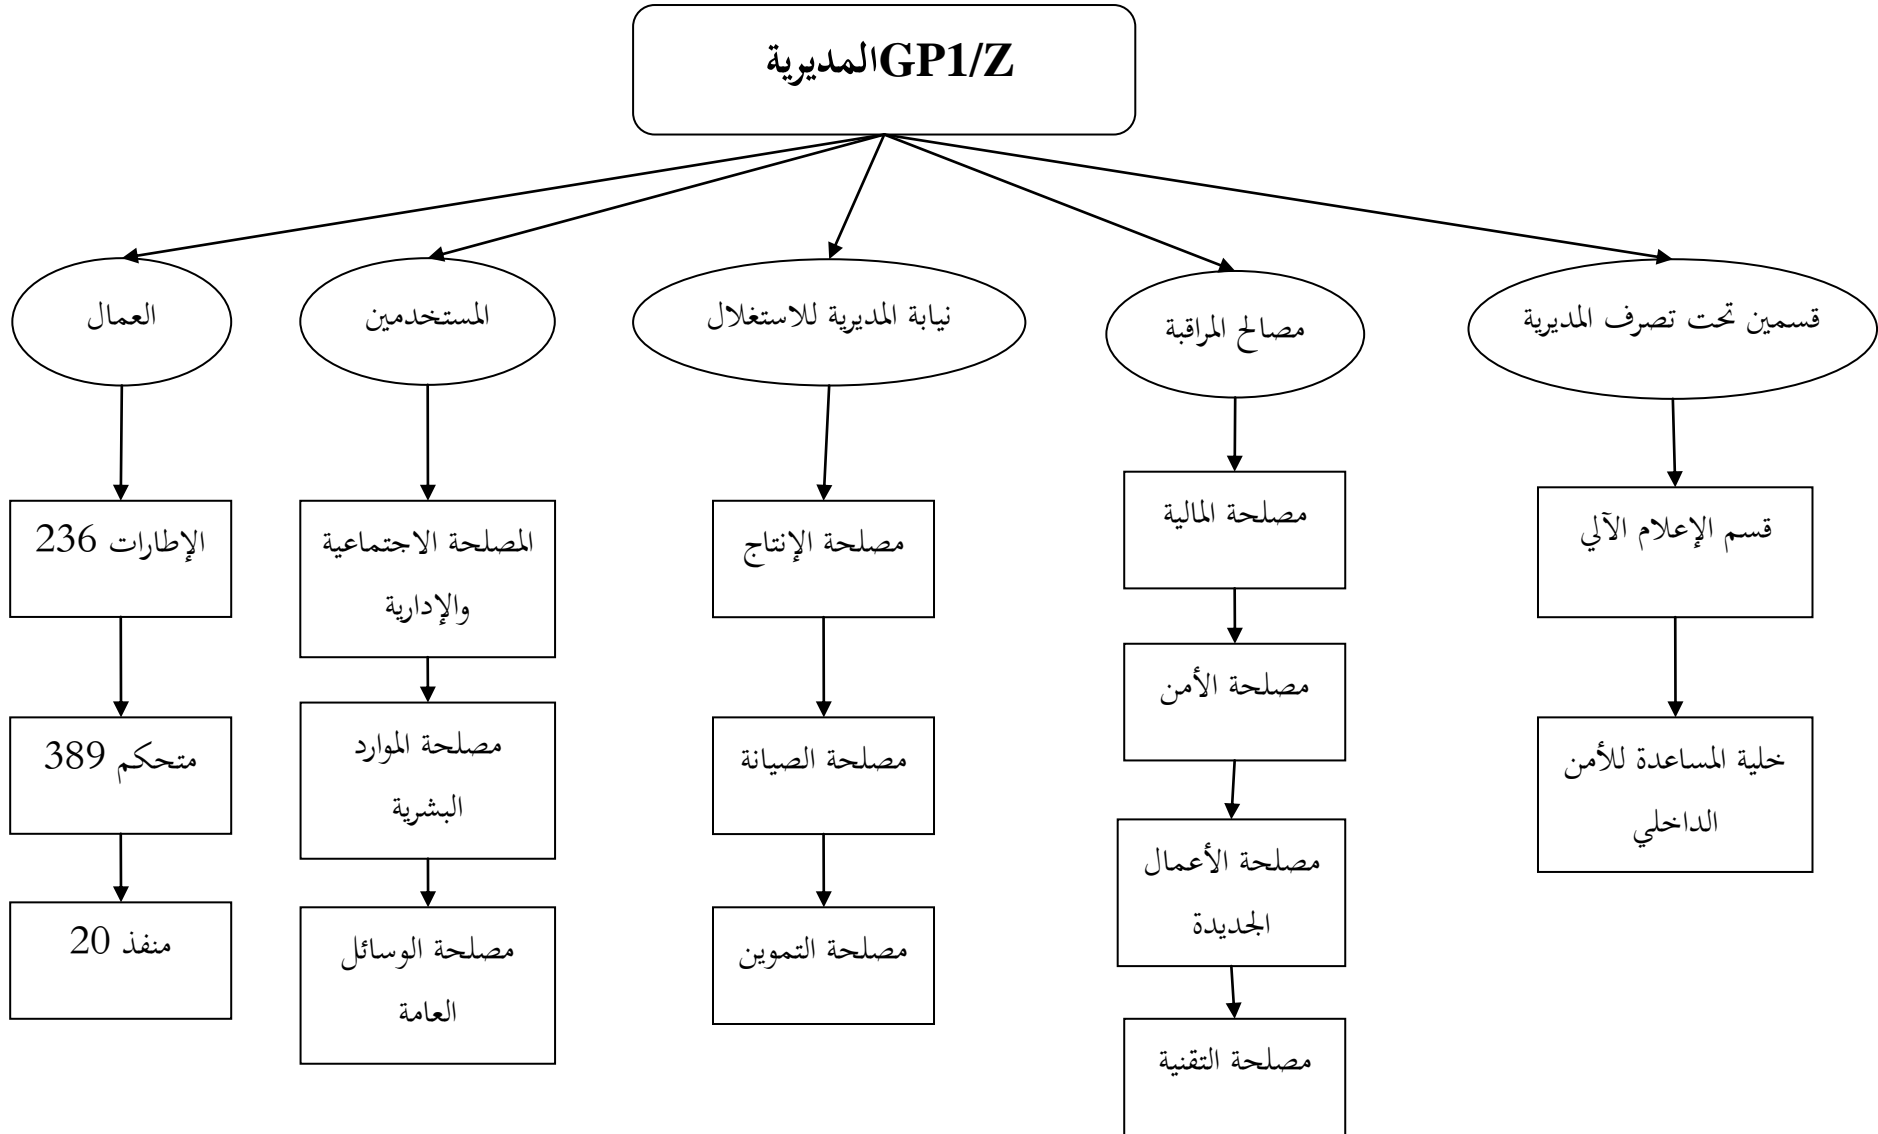 المديرية GP1/Z
قسمين تحت تصرف المديرية
مصالح المراقبة
نيابة المديرية للاستغلال
المستخدمين
العمال
قسم الإعلام الآلي
خلية المساعدة للأمن
الداخلي
مصلحة المالية
مصلحة الأمن
مصلحة الأعمال
الجديدة
مصلحة التقنية
مصلحة الإنتاج
مصلحة الصيانة
مصلحة التموين
المصلحة الاجتماعية
والإدارية
مصلحة الموارد
البشرية
مصلحة الوسائل
العامة
الإطارات 236
متحكم 389
منفذ 20